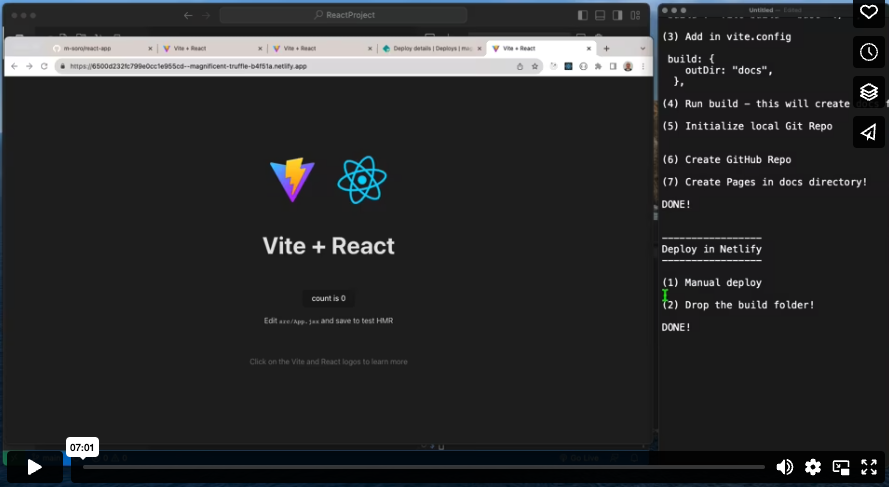 ReactProject
m-soro/react-app
Vite + React
Vite + React
Deploy details | Deploys |
Vite + React
https://6500d232fc799e0cc1e955cd--magnificent-truffle-b4f51a.netlify.app
Vite + React
count is 0
Edit src/App.jsx and save to test HMR
Click on the Vite and React logos to learn more
Untitled — Edited
(3) Add in vite.config
build: {
outDir: "docs",
},
(4) Run build – this will create
(5) Initialize local Git Repo
(6) Create GitHub Repo
(7) Create Pages in docs directory!
DONE!
-----------------
Deploy in Netlify
-----------------
(1) Manual deploy
(2) Drop the build folder!
DONE!
07:01